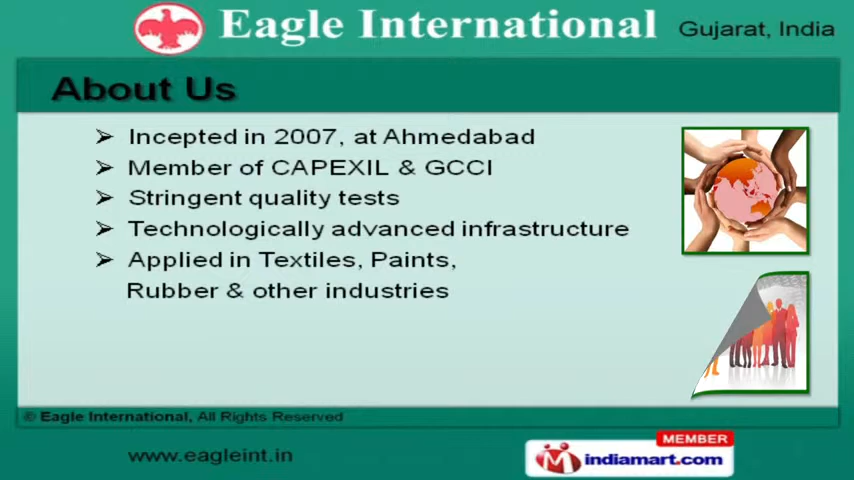 Eagle International Gujarat, India
About Us
➢ Incepted in 2007, at Ahmedabad
➢ Member of CAPEXIL & GCCI
➢ Stringent quality tests
➢ Technologically advanced infrastructure
➢ Applied in Textiles, Paints,
Rubber & other industries
© Eagle International, All Rights Reserved
www.eagleint.in
MEMBER
indiamart.com